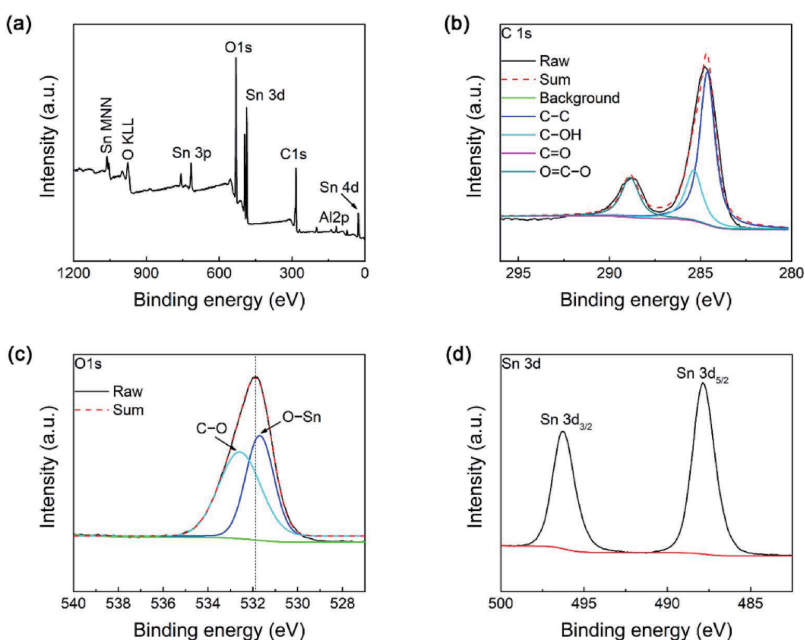 (a)
Intensity (a.u.)
Sn MNN
O KLL
Sn 3p
O1s
Sn 3d
C1s
Sn 4d
Al2p
1200 900 600 300 0
Binding energy (eV)
(b)
C 1s
Raw
Sum
Background
C−C
C−OH
C=O
O=C−O
Intensity (a.u.)
295 290 285 280
Binding energy (eV)
(c)
O1s
Raw
Sum
C−O
O−Sn
Intensity (a.u.)
540 538 536 534 532 530 528
Binding energy (eV)
(d)
Sn 3d
Sn 3d5/2
Sn 3d3/2
Intensity (a.u.)
500 495 490 485
Binding energy (eV)